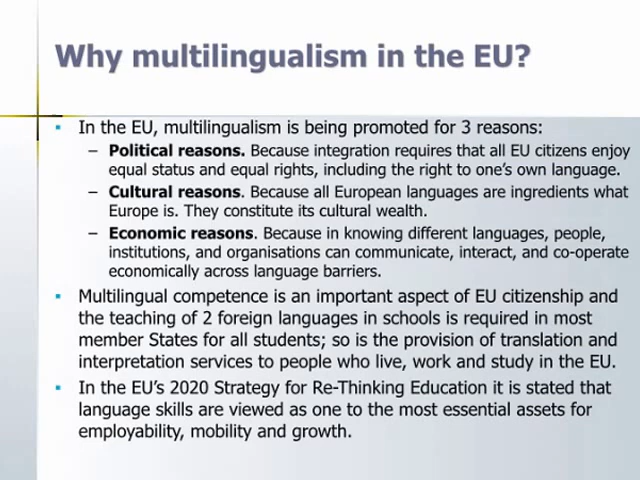 Why multilingualism in the EU?
▪ In the EU, multilingualism is being promoted for 3 reasons:
– Political reasons. Because integration requires that all EU citizens enjoy
equal status and equal rights, including the right to one's own language.
– Cultural reasons. Because all European languages are ingredients what
Europe is. They constitute its cultural wealth.
– Economic reasons. Because in knowing different languages, people,
institutions, and organisations can communicate, interact, and co-operate
economically across language barriers.
▪ Multilingual competence is an important aspect of EU citizenship and
the teaching of 2 foreign languages in schools is required in most
member States for all students; so is the provision of translation and
interpretation services to people who live, work and study in the EU.
▪ In the EU's 2020 Strategy for Re-Thinking Education it is stated that
language skills are viewed as one to the most essential assets for
employability, mobility and growth.